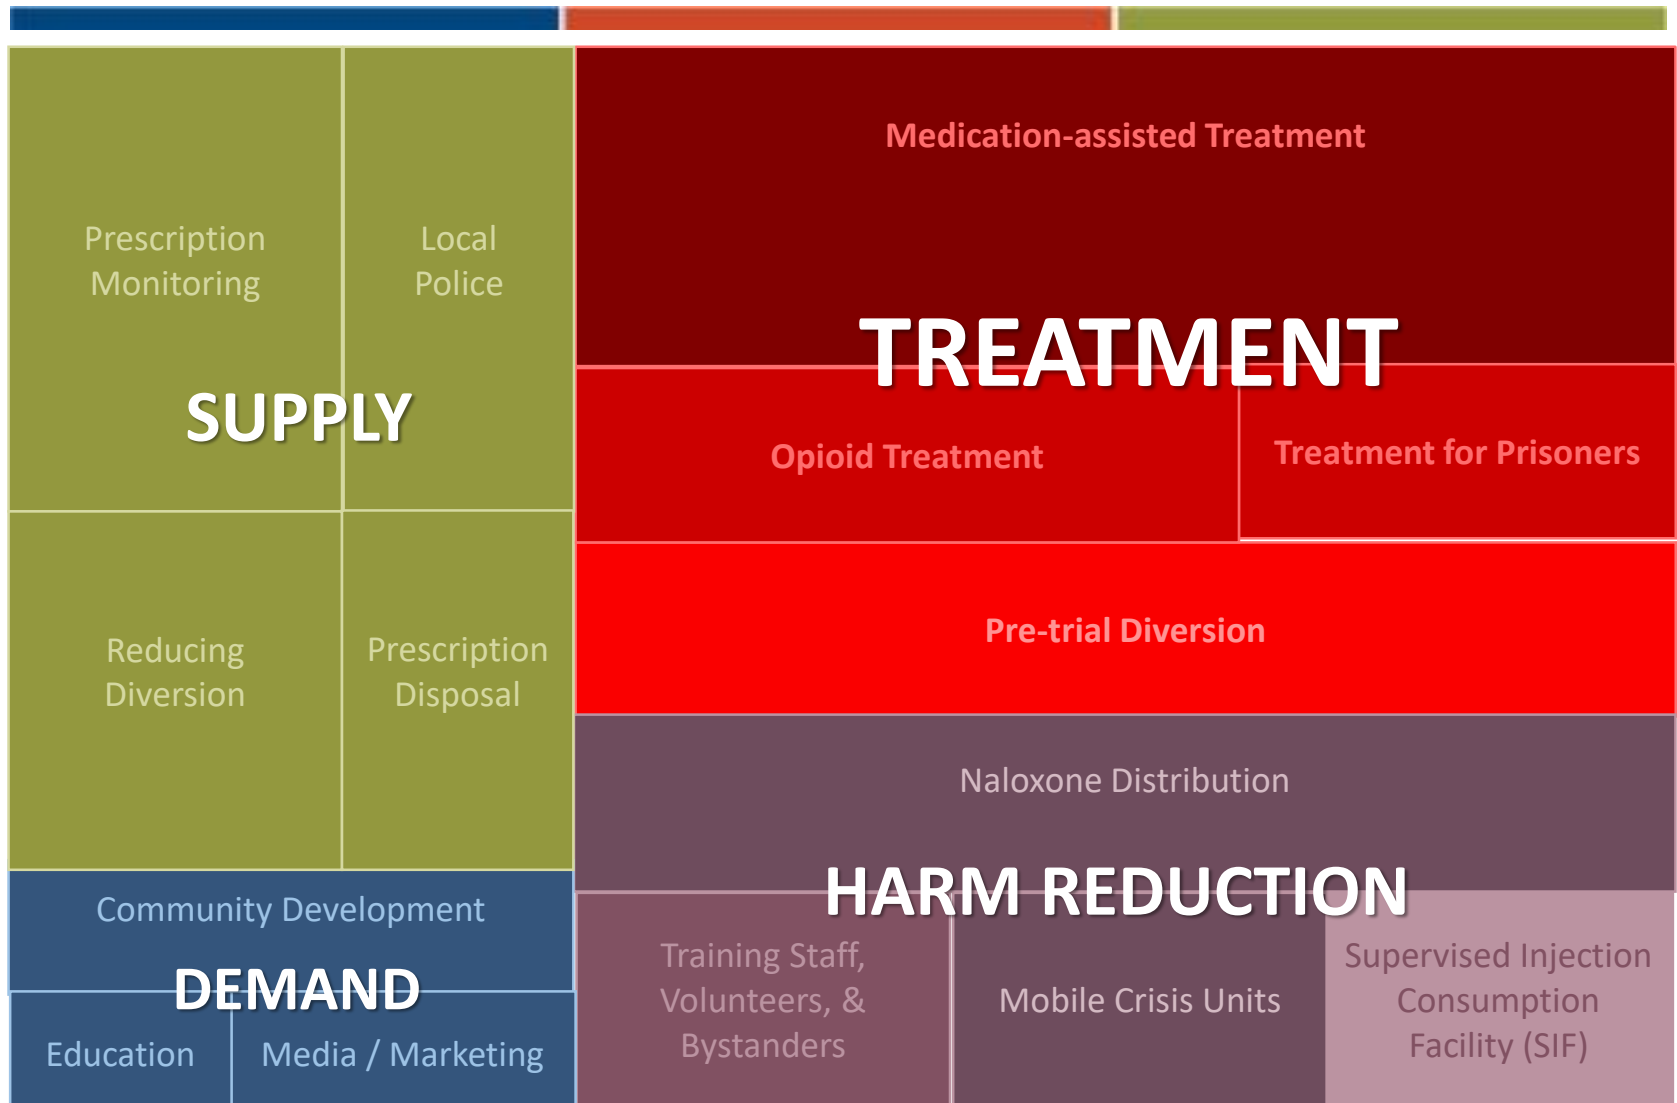 Prescription
Monitoring
Local
Police
SUPPLY
Reducing
Diversion
Prescription
Disposal
Community Development
DEMAND
Education
Media / Marketing
Medication-assisted Treatment
TREATMENT
Opioid Treatment
Treatment for Prisoners
Pre-trial Diversion
Naloxone Distribution
HARM REDUCTION
Training Staff,
Volunteers, &
Bystanders
Mobile Crisis Units
Supervised Injection
Consumption
Facility (SIF)